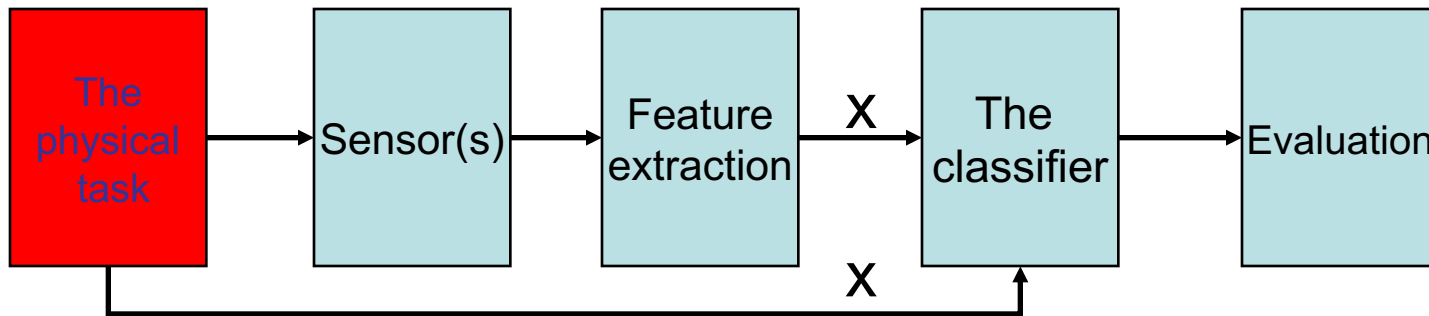 The
physical
task
Sensor(s)
Feature
extraction
x
The
classifier
Evaluation
x